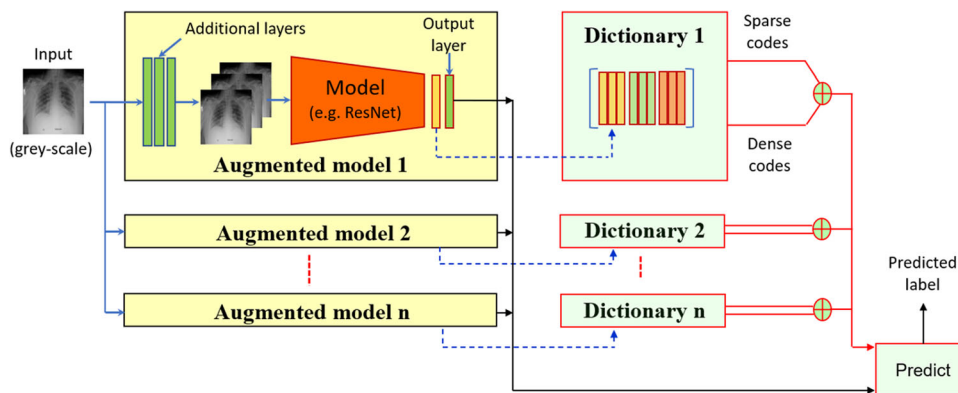 Input
(grey-scale)
Additional layers
Output
layer
Model
(e.g. ResNet)
Augmented model 1
Dictionary 1
Sparse
codes
Dense
codes
Augmented model 2
Dictionary 2
Augmented model n
Dictionary n
Predicted
label
Predict